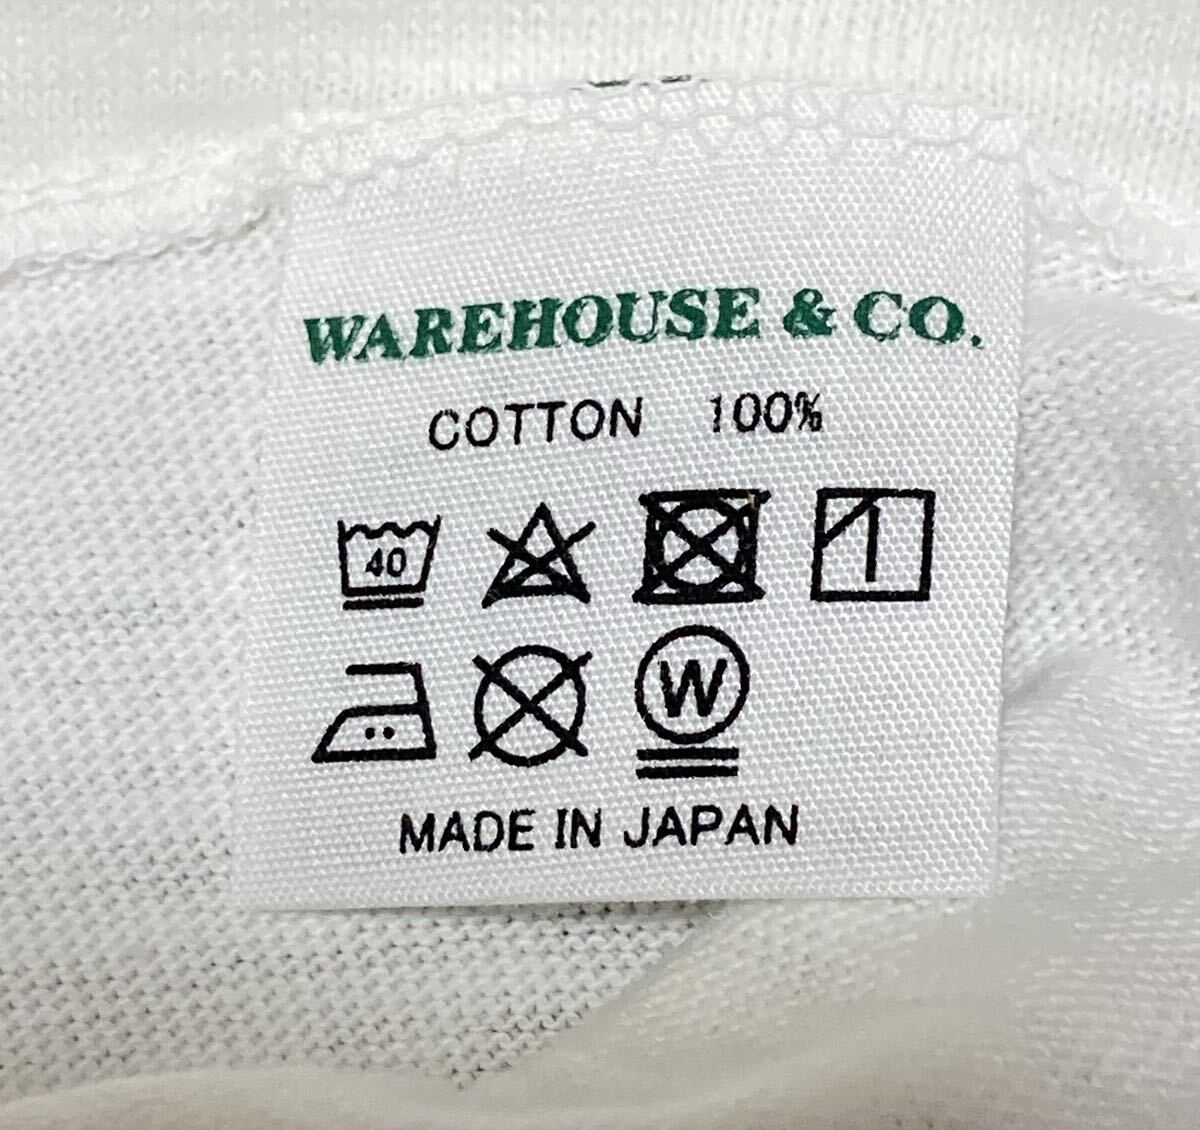 WAREHOUSE & CO.
COTTON 100%
40
W
MADE IN JAPAN